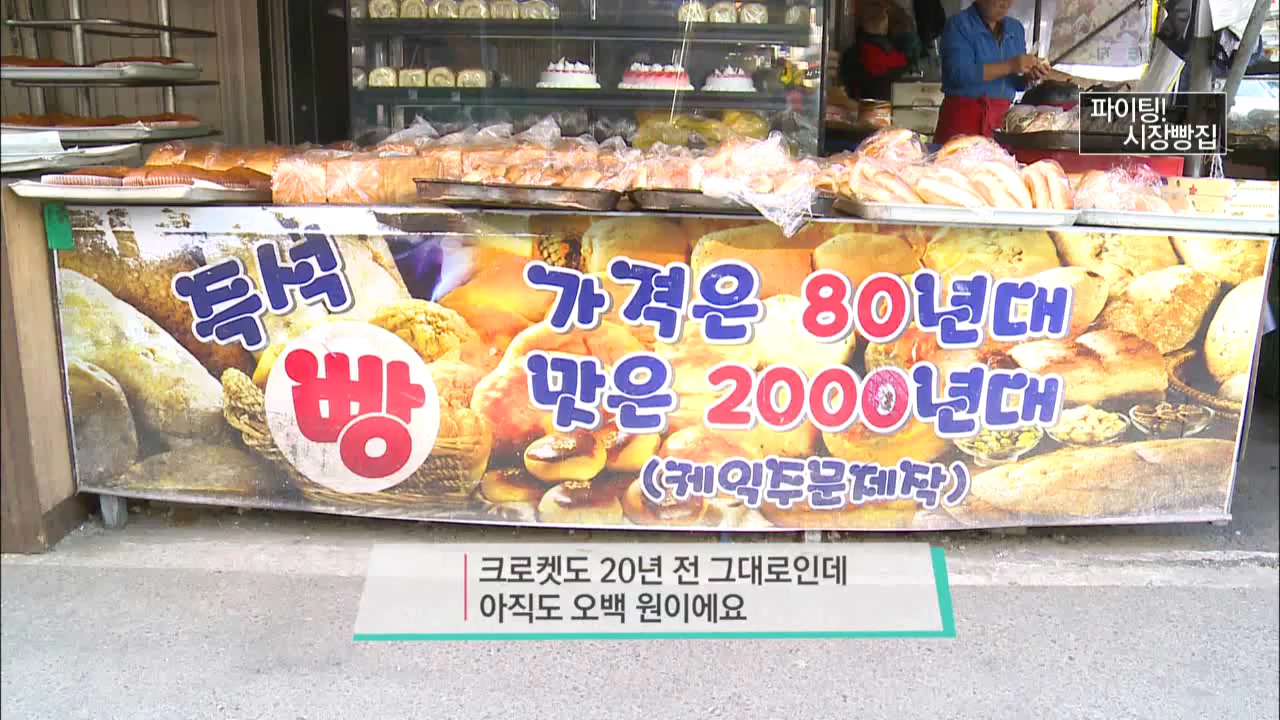 파이팅!
시장빵집
즉석
빵
가격은 80년대
맛은 2000년대
(케익주문제작)
크로켓도 20년 전 그대로인데
아직도 오백 원이에요